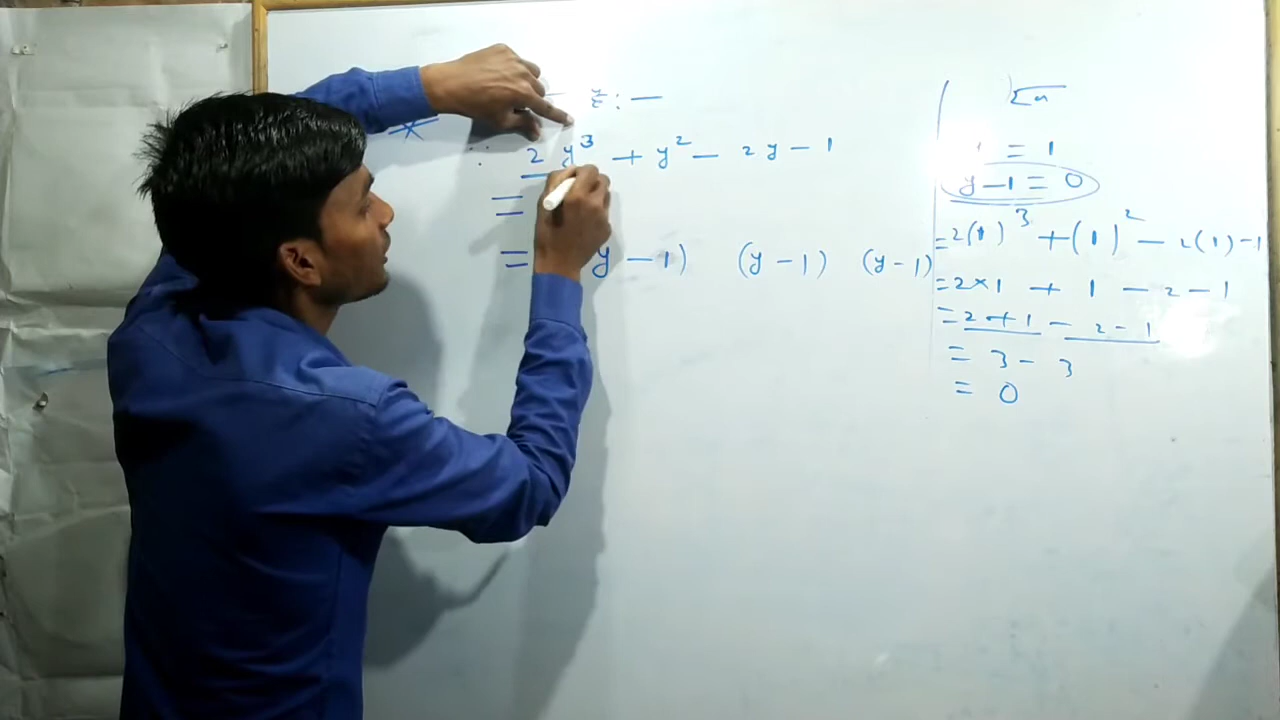 ∵ 2y³ + y² - 2y - 1
=
= y - 1) (y - 1) (y - 1)
= 1
y - 1 = 0
= 2(1)³ + (1)² - 2(1) - 1
= 2×1 + 1 - 2 - 1
= 2 + 1 - 2 - 1
= 3 - 3
= 0